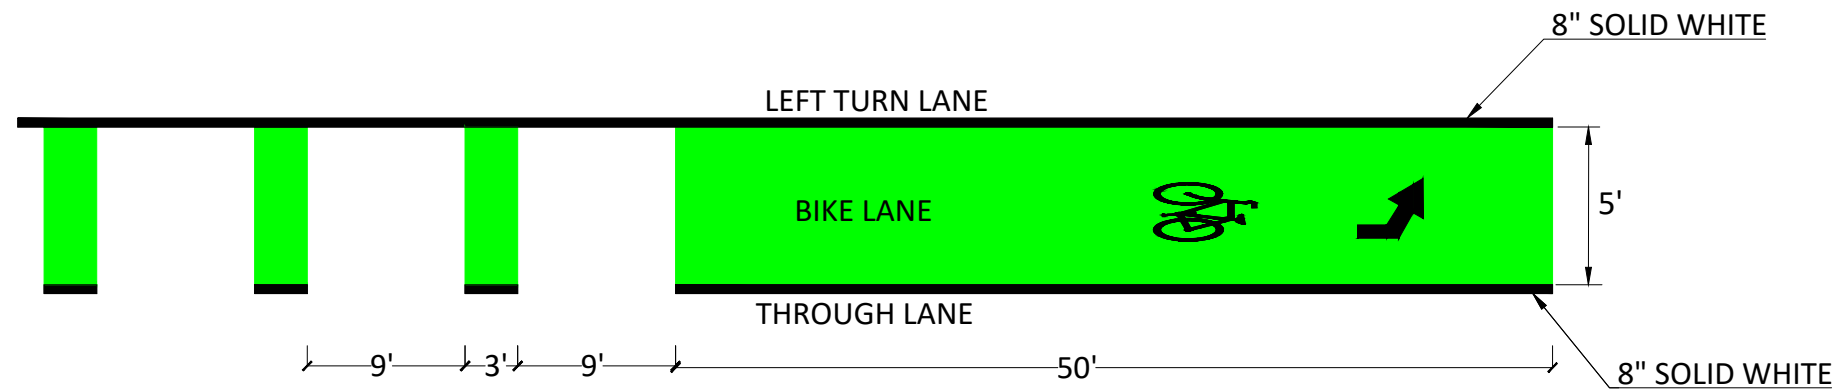 8" SOLID WHITE
LEFT TURN LANE
BIKE LANE
5'
THROUGH LANE
9'
3'
9'
50'
8" SOLID WHITE